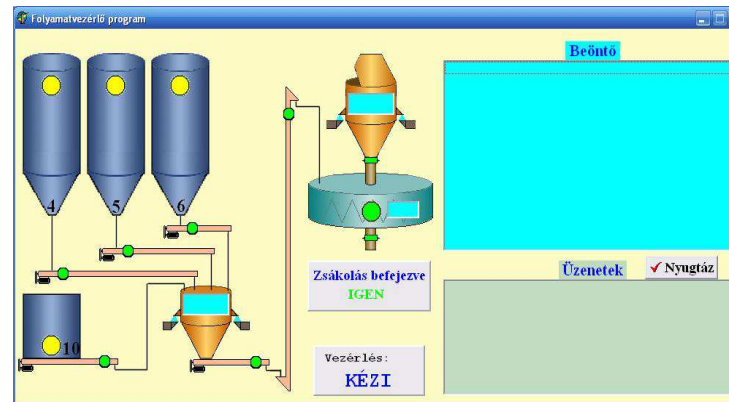 Folyamatvezérlő program
Beöntő
4
5
6
Zsákolás befejezve
IGEN
Üzenetek
Nyugtáz
10
Vezérlés:
KÉZI